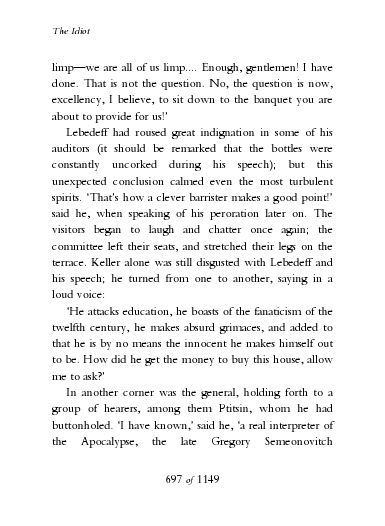 The Idiot
limp—we are all of us limp.... Enough, gentlemen! I have
done. That is not the question. No, the question is now,
excellency, I believe, to sit down to the banquet you are
about to provide for us!'
Lebedeff had roused great indignation in some of his
auditors (it should be remarked that the bottles were
constantly uncorked during his speech); but this
unexpected conclusion calmed even the most turbulent
spirits. 'That's how a clever barrister makes a good point!'
said he, when speaking of his peroration later on. The
visitors began to laugh and chatter once again; the
committee left their seats, and stretched their legs on the
terrace. Keller alone was still disgusted with Lebedeff and
his speech; he turned from one to another, saying in a
loud voice:
'He attacks education, he boasts of the fanaticism of the
twelfth century, he makes absurd grimaces, and added to
that he is by no means the innocent he makes himself out
to be. How did he get the money to buy this house, allow
me to ask?'
In another corner was the general, holding forth to a
group of hearers, among them Ptitsin, whom he had
buttonholed. 'I have known,' said he, 'a real interpreter of
the Apocalypse, the late Gregory Semeonovitch
697 of 1149